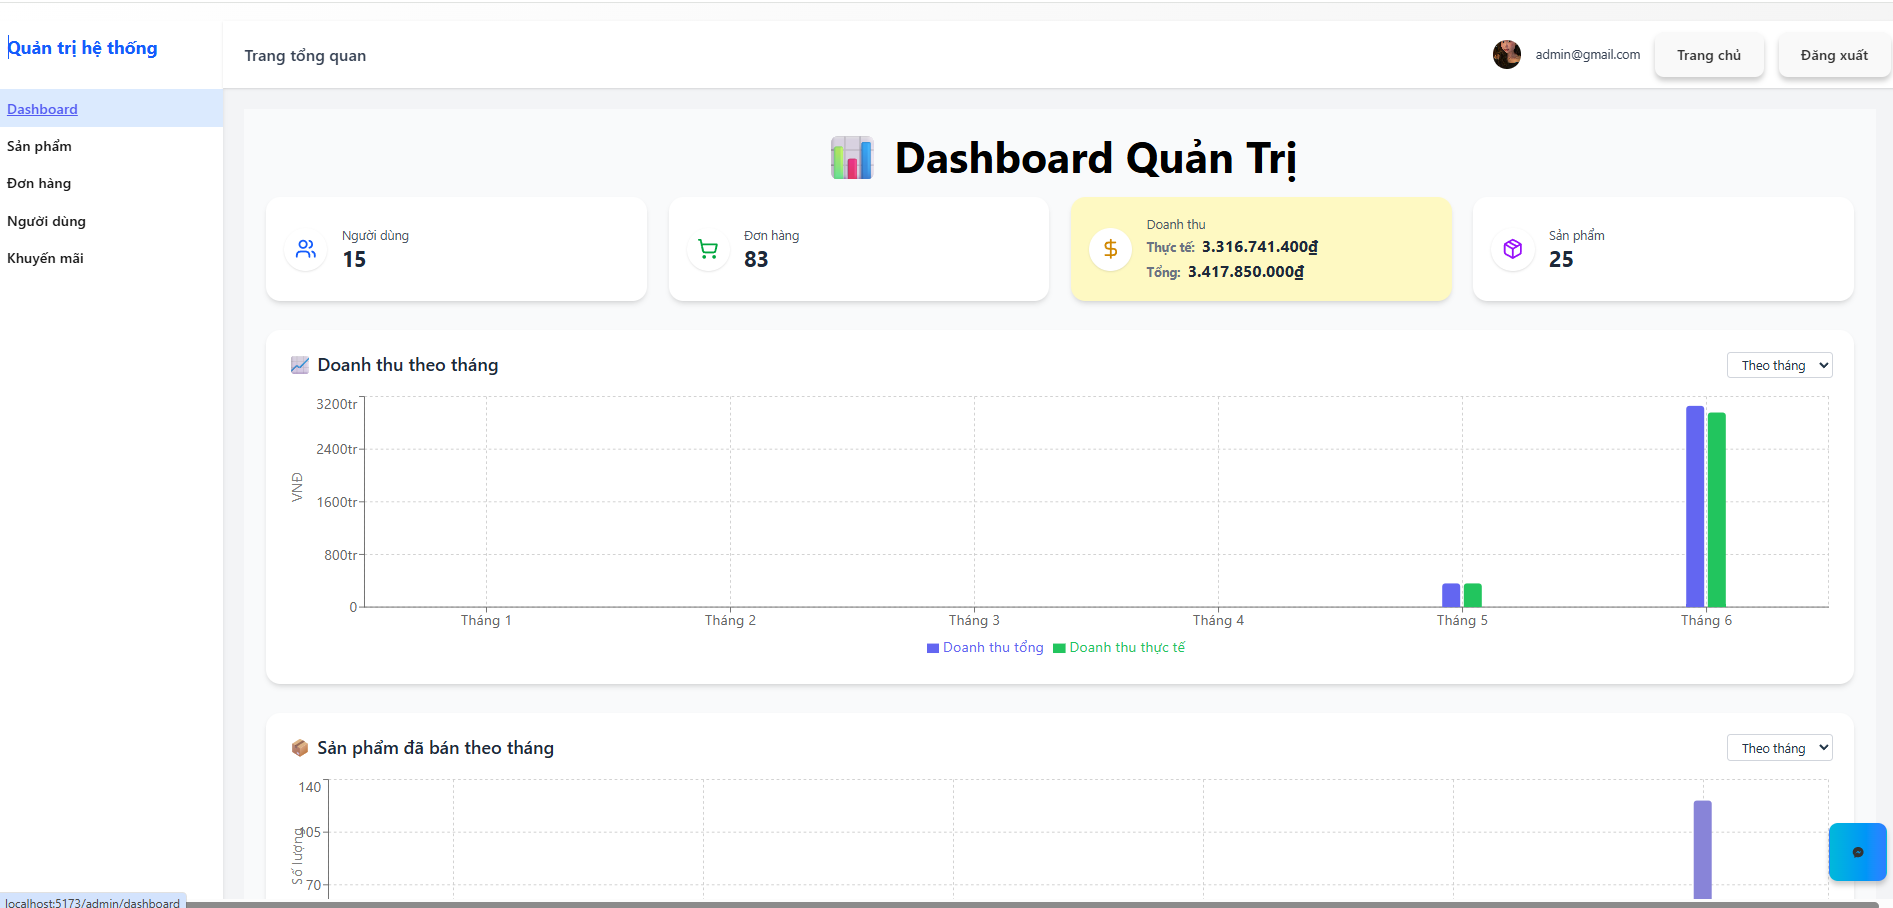 Quản trị hệ thống
Trang tổng quan
admin@gmail.com
Trang chủ
Đăng xuất
Dashboard
Sản phẩm
Đơn hàng
Người dùng
Khuyến mãi
Dashboard Quản Trị
Người dùng
15
Đơn hàng
83
Doanh thu
Thực tế: 3.316.741.400₫
Tổng: 3.417.850.000₫
Sản phẩm
25
Doanh thu theo tháng
Theo tháng
3200tr
2400tr
1600tr
800tr
0
VNĐ
Tháng 1
Tháng 2
Tháng 3
Tháng 4
Tháng 5
Tháng 6
Doanh thu tổng
Doanh thu thực tế
Sản phẩm đã bán theo tháng
Theo tháng
140
105
70
Số lượng
localhost:5173/admin/dashboard